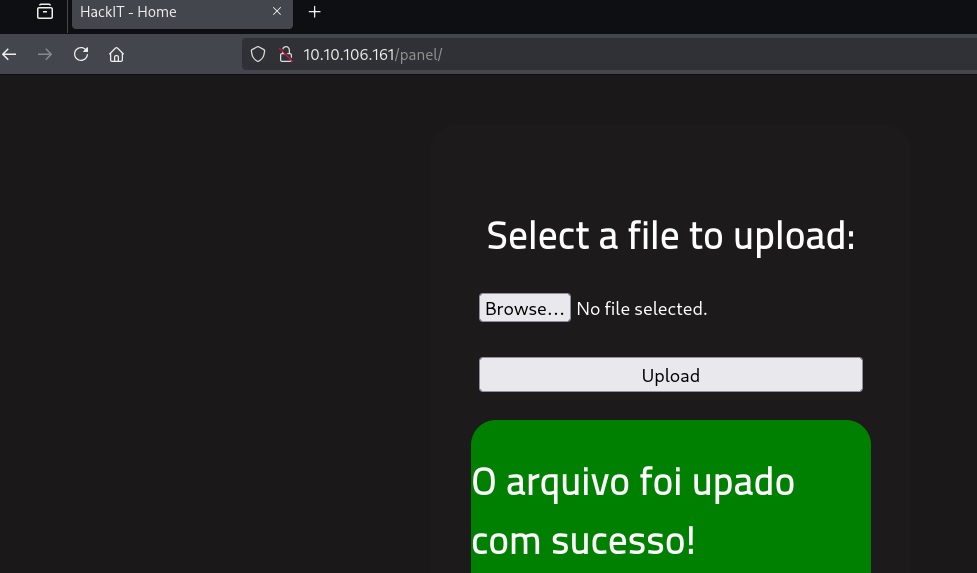 HackIT - Home
10.10.106.161/panel/
Select a file to upload:
Browse... No file selected.
Upload
O arquivo foi upado
com sucesso!